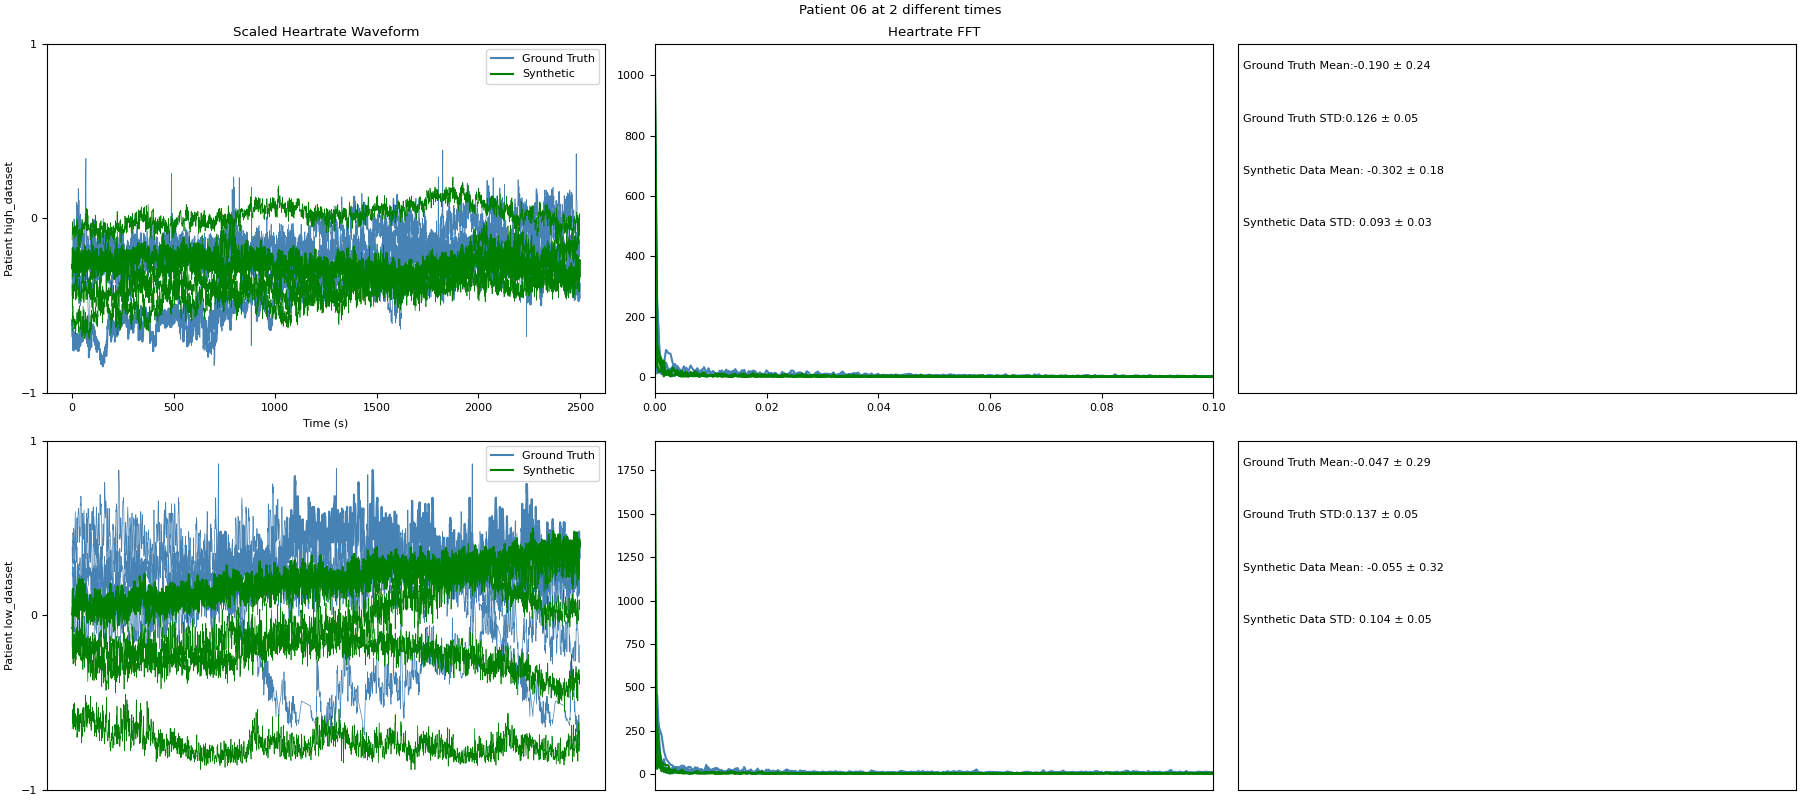 Patient 06 at 2 different times
Scaled Heartrate Waveform
Heartrate FFT
Patient high_dataset
1
0
−1
Ground Truth
Synthetic
0
500
1000
1500
2000
2500
Time (s)
1000
800
600
400
200
0
0.00
0.02
0.04
0.06
0.08
0.10
Ground Truth Mean:-0.190 ± 0.24
Ground Truth STD:0.126 ± 0.05
Synthetic Data Mean: -0.302 ± 0.18
Synthetic Data STD: 0.093 ± 0.03
Patient low_dataset
1
0
−1
Ground Truth
Synthetic
1750
1500
1250
1000
750
500
250
0
Ground Truth Mean:-0.047 ± 0.29
Ground Truth STD:0.137 ± 0.05
Synthetic Data Mean: -0.055 ± 0.32
Synthetic Data STD: 0.104 ± 0.05